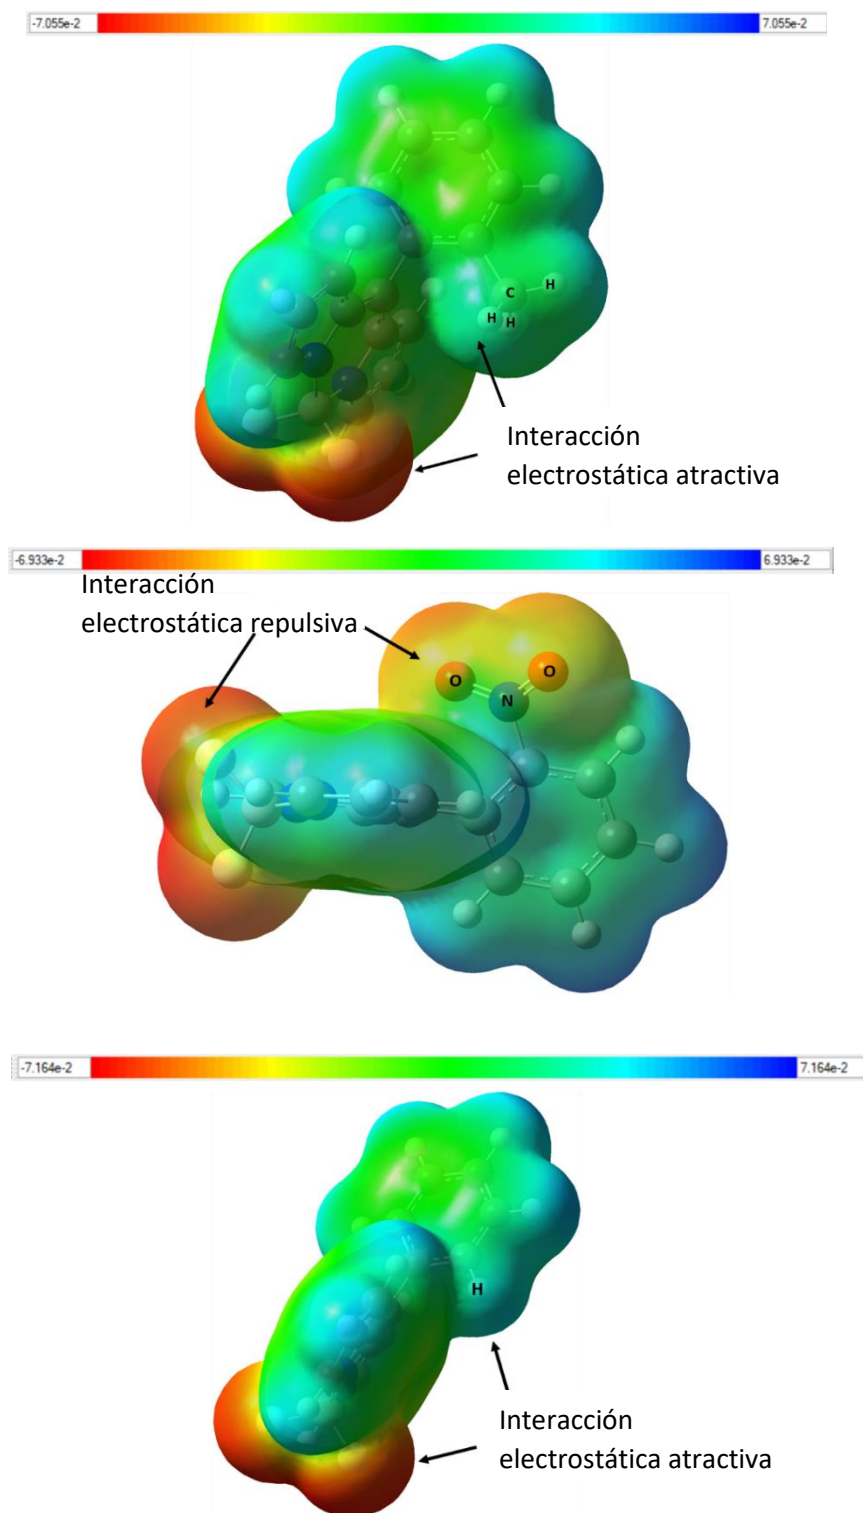 -7.055e-2 7.055e-2
C H
H H
Interacción
electrostática atractiva
-6.933e-2 6.933e-2
Interacción
electrostática repulsiva
O O
N
-7.164e-2 7.164e-2
H
Interacción
electrostática atractiva